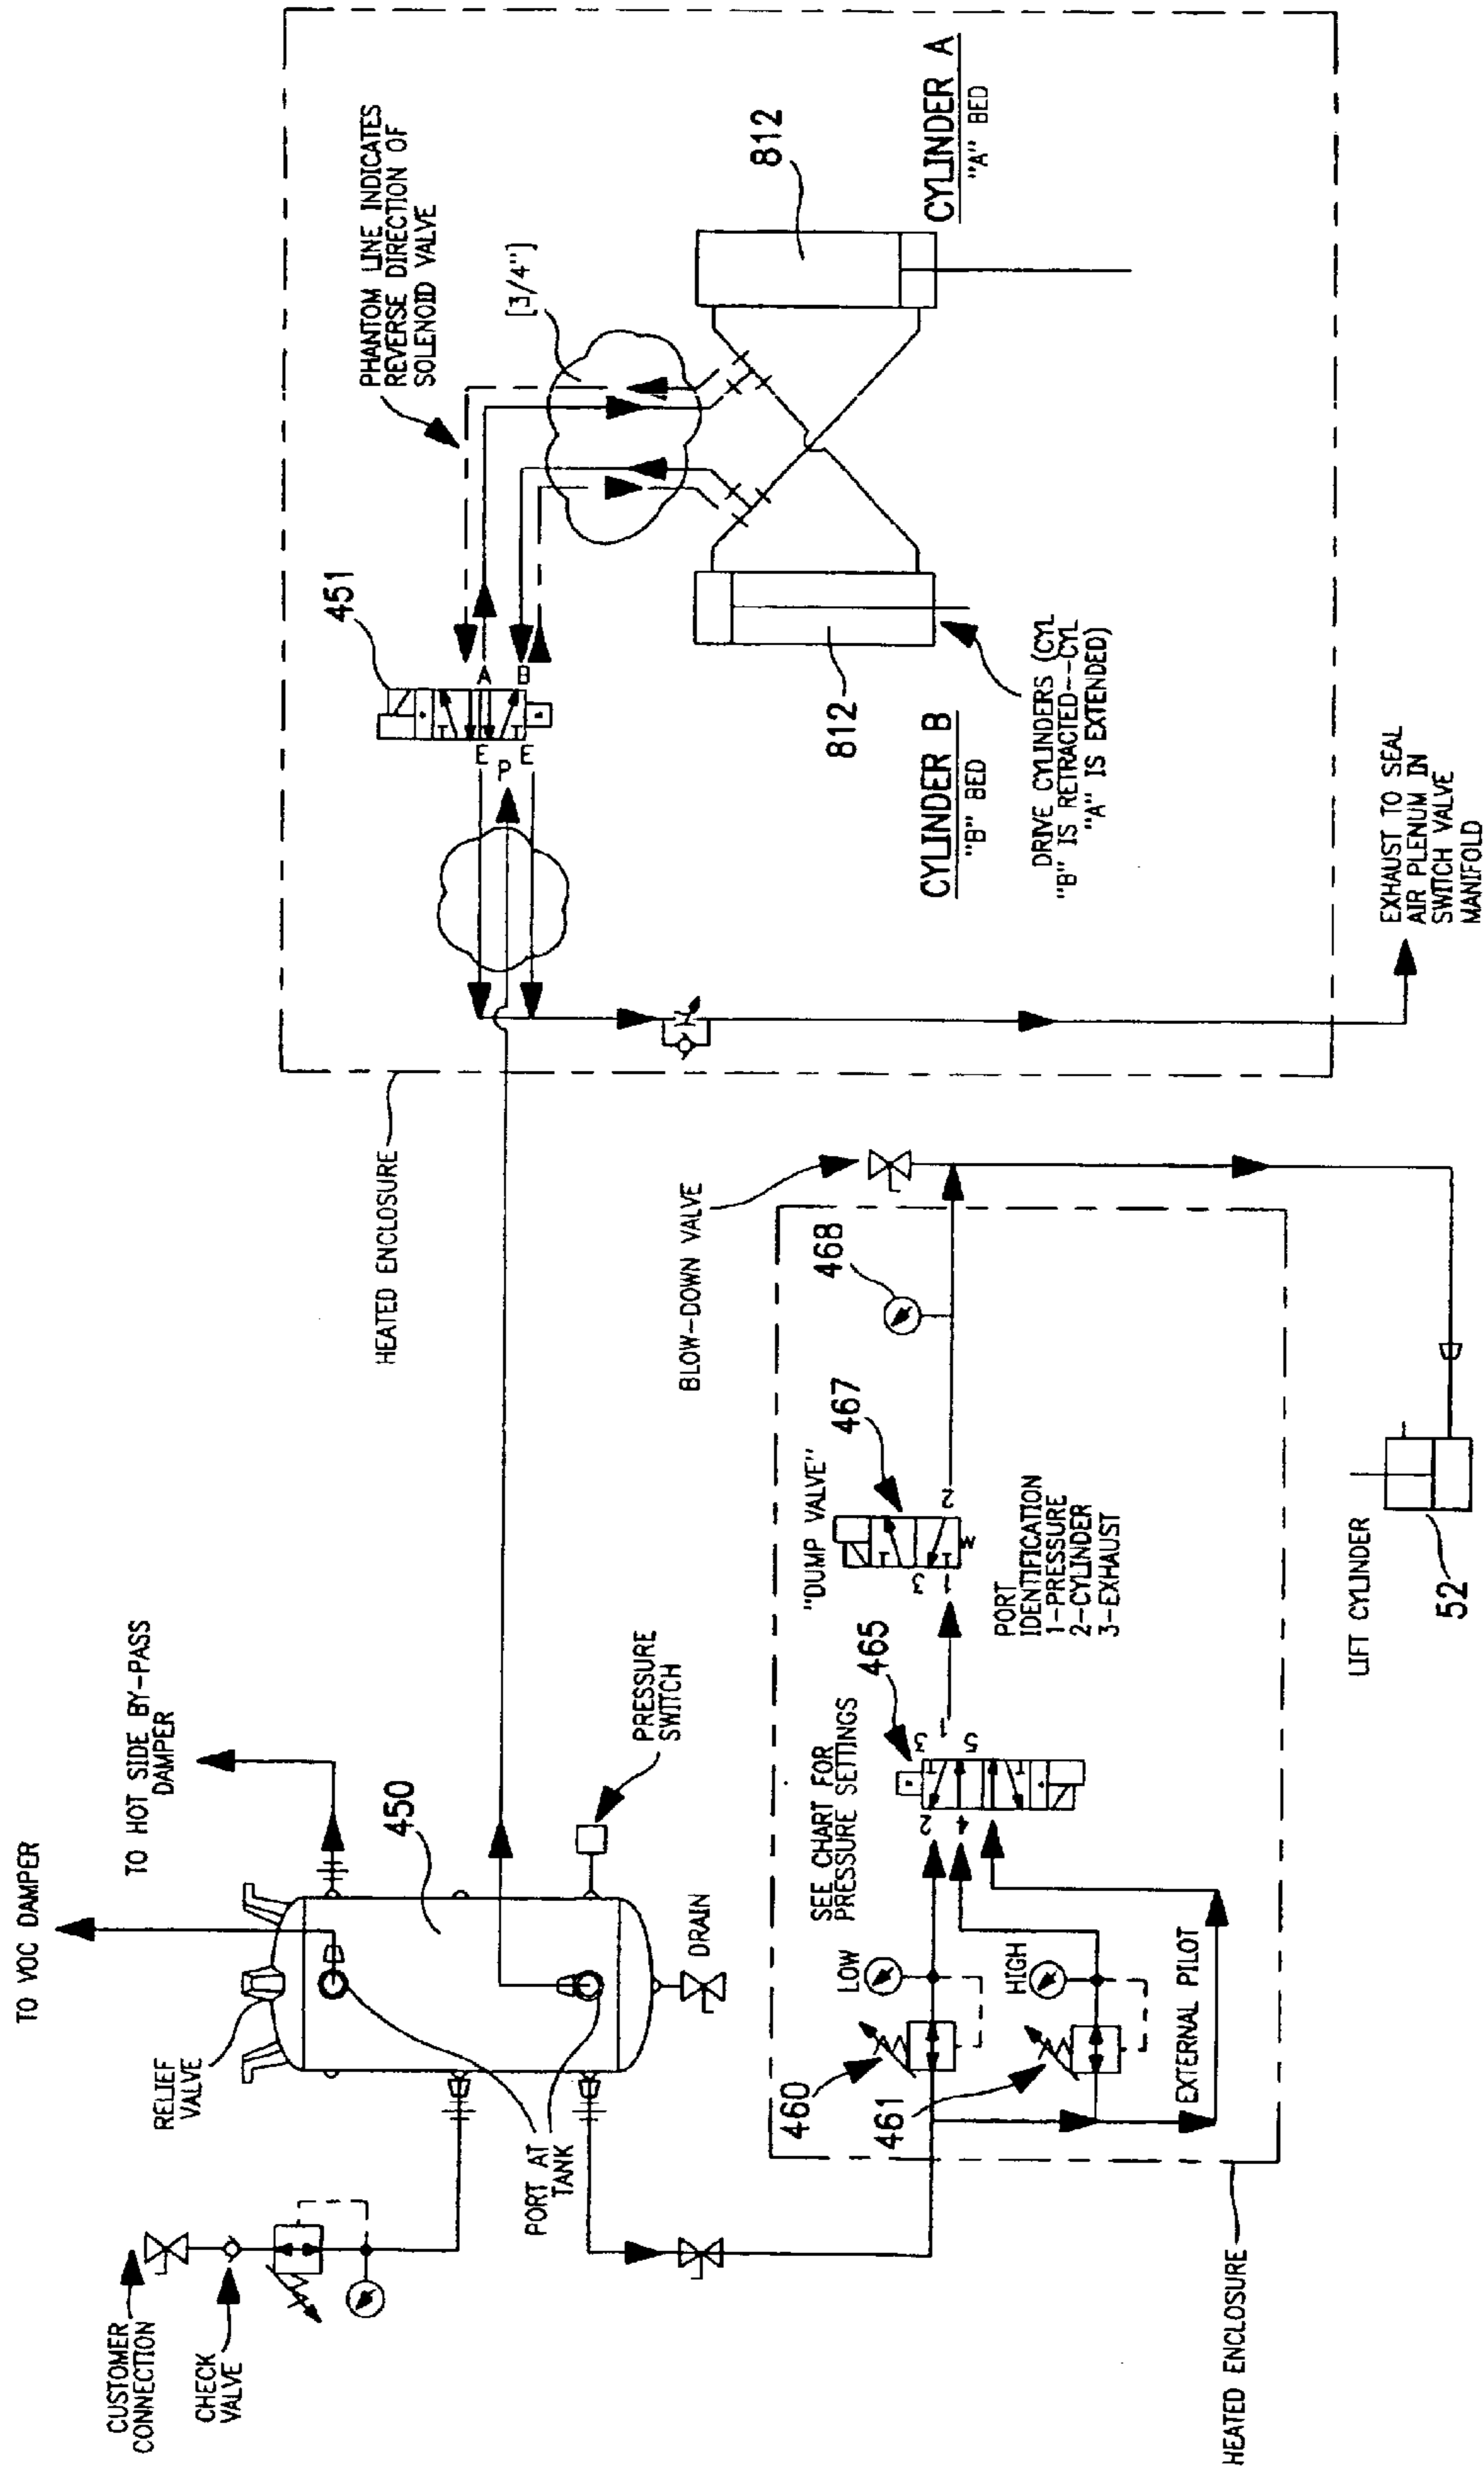 CUSTOMER
CONNECTION
CHECK
VALVE
RELIEF
VALVE
TO VOC DAMPER
TO HOT SIDE BY-PASS
DAMPER
450
PORT AT
TANK
DRAIN
PRESSURE
SWITCH
HEATED ENCLOSURE
PHANTOM LINE INDICATES
REVERSE DIRECTION OF
SOLENOID VALVE
[3/4"]
451
A
B
E
P
E
812
CYLINDER A
"A" BED
812
CYLINDER B
"B" BED
DRIVE CYLINDERS (CYL
"B" IS RETRACTED--CYL
"A" IS EXTENDED)
EXHAUST TO SEAL
AIR PLENUM IN
SWITCH VALVE
MANIFOLD
BLOW-DOWN VALVE
HEATED ENCLOSURE
460
461
LOW
HIGH
EXTERNAL PILOT
SEE CHART FOR
PRESSURE SETTINGS
465
2
4
3
1
5
"DUMP VALVE"
467
3
1
2
W
PORT
IDENTIFICATION
1-PRESSURE
2-CYLINDER
3-EXHAUST
468
LIFT CYLINDER
52